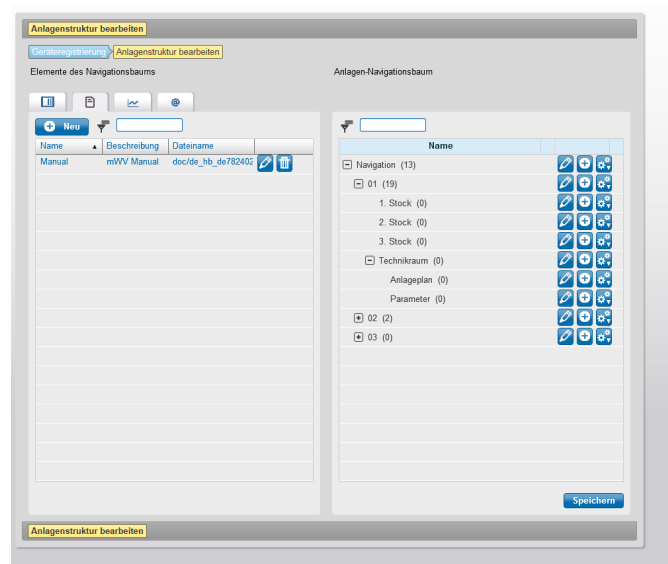 Anlagenstruktur bearbeiten
Geräteregistrierung Anlagenstruktur bearbeiten
Elemente des Navigationsbaums
Anlagen-Navigationsbaum
@
Neu
Name Beschreibung Dateiname
Manual mWV Manual doc/de_hb_de782402
Name
Navigation (13)
01 (19)
1. Stock (0)
2. Stock (0)
3. Stock (0)
Technikraum (0)
Anlageplan (0)
Parameter (0)
02 (2)
03 (0)
Speichern
Anlagenstruktur bearbeiten